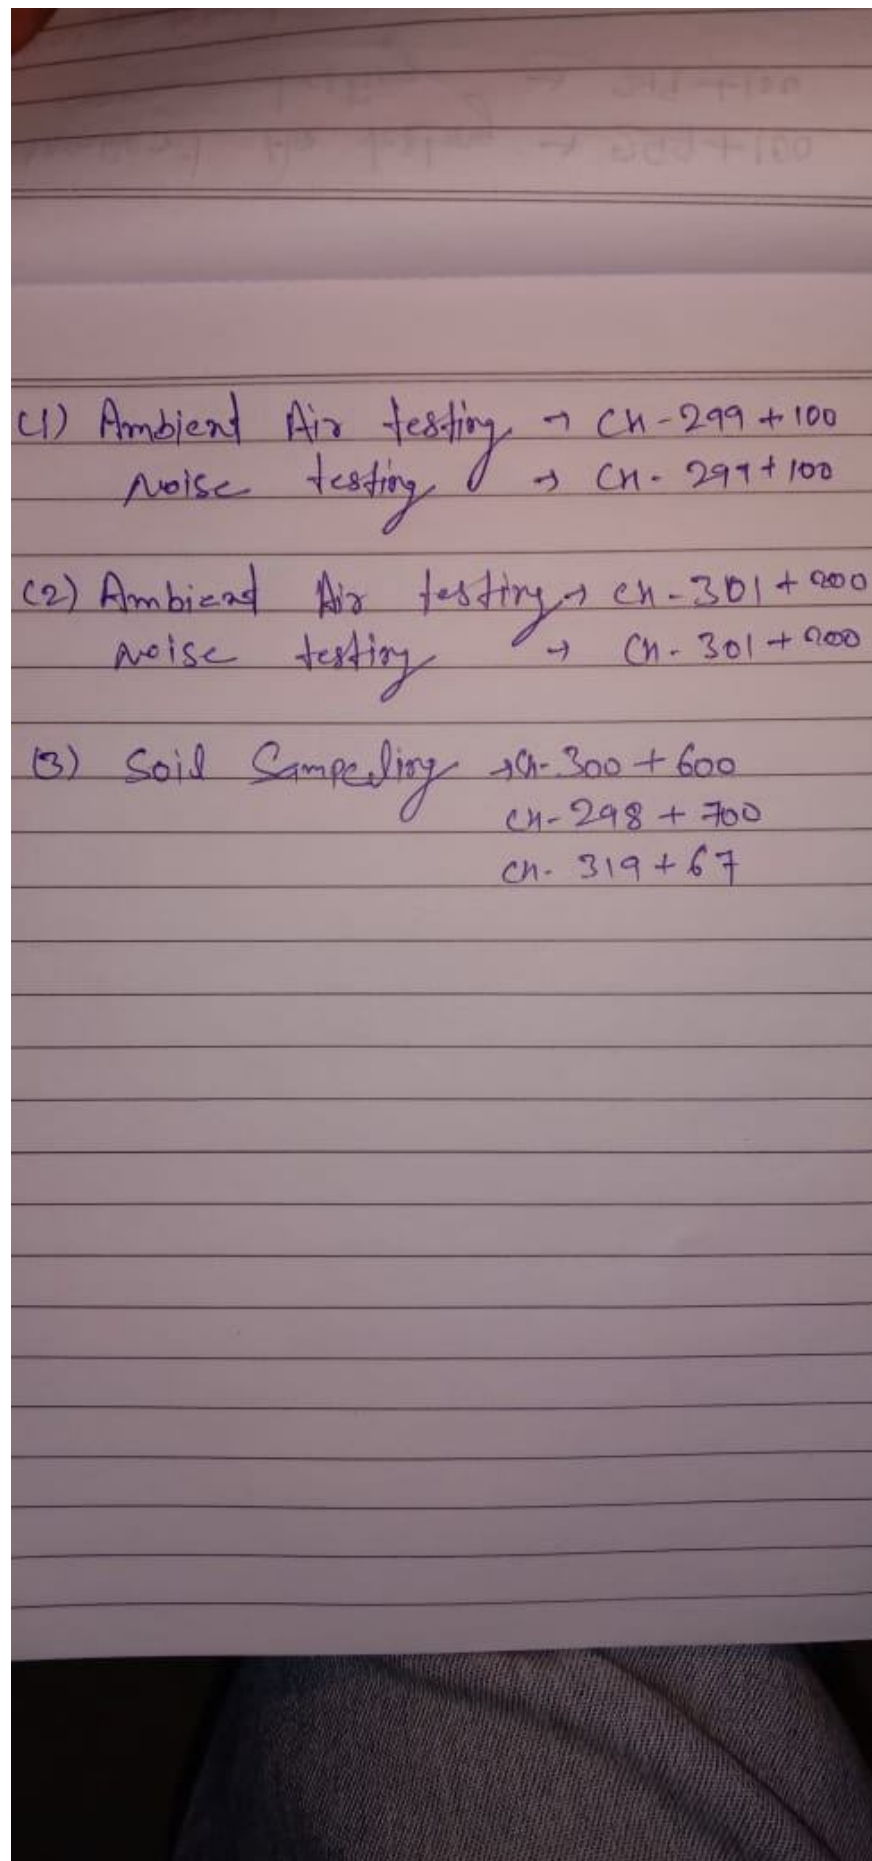 (1) Ambient Air testing → CH-299+100
Noise testing → CH-299+100
(2) Ambient Air testing → CH-301+200
Noise testing → CH-301+200
(3) Soil Sampeling → CH-300+600
CH-298+700
CH-319+67